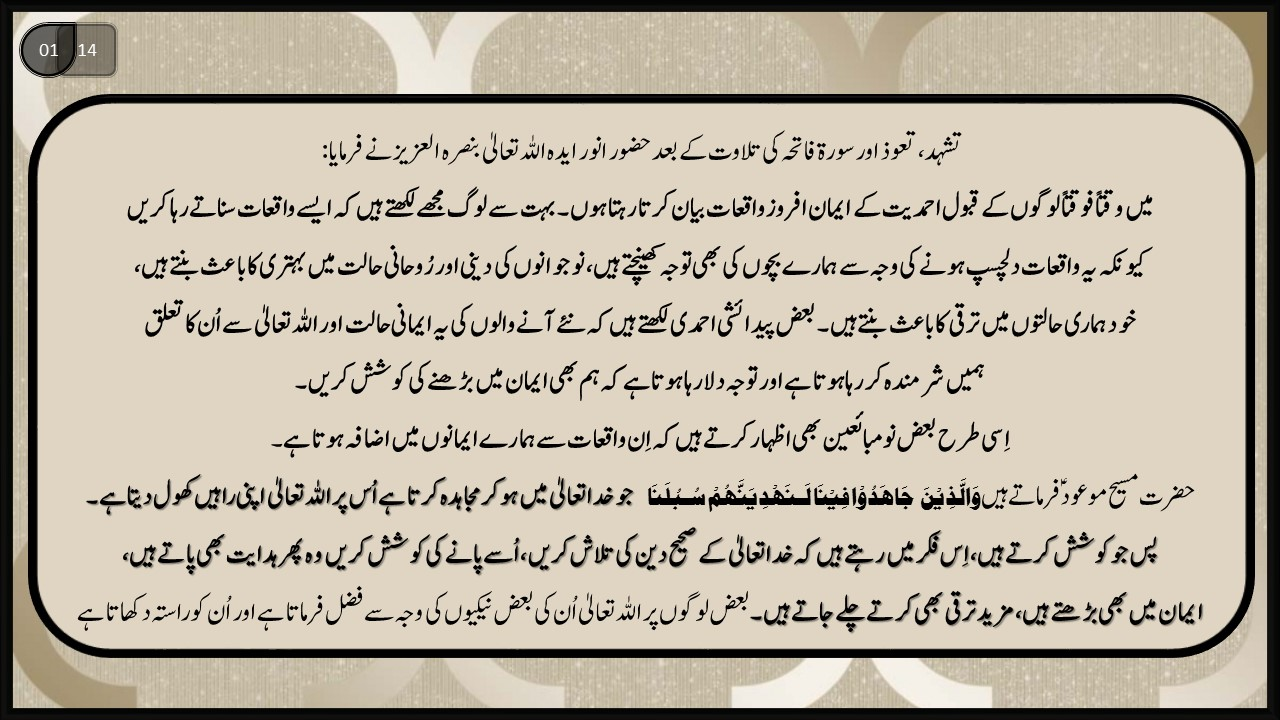 01 14
تشہد، تعوذ اور سورۃ فاتحہ کی تلاوت کے بعد حضور انور ایدہ اللہ تعالیٰ بنصرہ العزیز نے فرمایا:
میں وقتاً فوقتاً لوگوں کے قبول احمدیت کے ایمان افروز واقعات بیان کرتا رہتا ہوں۔ بہت سے لوگ مجھے لکھتے ہیں کہ ایسے واقعات سناتے رہا کریں
کیونکہ یہ واقعات دلچسپ ہونے کی وجہ سے ہمارے بچوں کی بھی توجہ کھینچتے ہیں، نوجوانوں کی دینی اور رُوحانی حالت میں بہتری کا باعث بنتے ہیں،
خود ہماری حالتوں میں ترقی کا باعث بنتے ہیں۔ بعض پیدائشی احمدی لکھتے ہیں کہ نئے آنے والوں کی یہ ایمانی حالت اور اللہ تعالیٰ سے اُن کا تعلق
ہمیں شرمندہ کر رہا ہوتا ہے اور توجہ دلا رہا ہوتا ہے کہ ہم بھی ایمان میں بڑھنے کی کوشش کریں۔
اِسی طرح بعض نومبائعین بھی اظہار کرتے ہیں کہ اِن واقعات سے ہمارے ایمانوں میں اضافہ ہوتا ہے۔
حضرت مسیح موعودؑ فرماتے ہیں وَالَّذِیْنَ جَاھَدُوْا فِیْنَا لَـنَھْدِیَنَّھُمْ سُـبُلَنَا جو خدا تعالیٰ میں ہو کر مجاہدہ کرتا ہے اُس پر اللہ تعالیٰ اپنی راہیں کھول دیتا ہے۔
پس جو کوشش کرتے ہیں، اِس فکر میں رہتے ہیں کہ خدا تعالیٰ کے صحیح دین کی تلاش کریں، اُسے پانے کی کوشش کریں وہ پھر ہدایت بھی پاتے ہیں،
ایمان میں بھی بڑھتے ہیں، مزید ترقی بھی کرتے چلے جاتے ہیں۔ بعض لوگوں پر اللہ تعالیٰ اُن کی بعض نیکیوں کی وجہ سے فضل فرماتا ہے اور اُن کو راستہ دکھاتا ہے